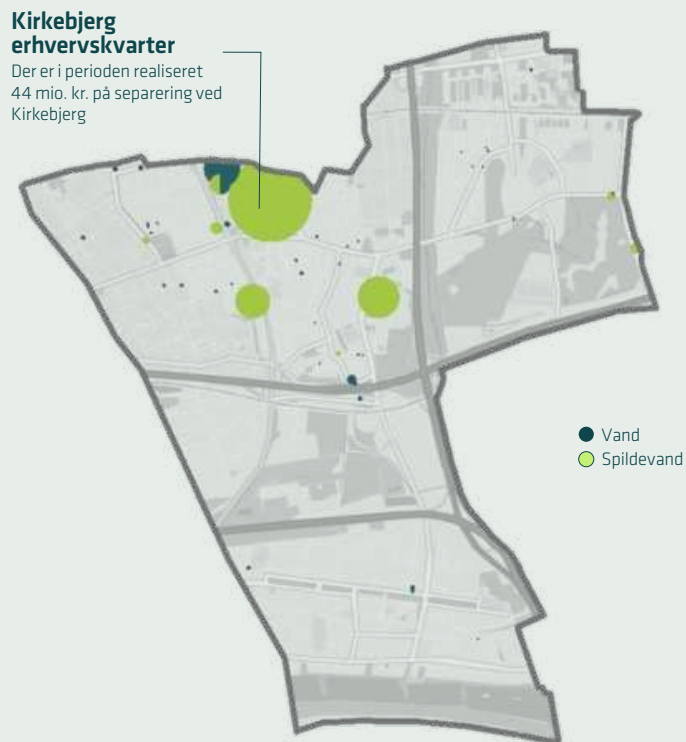 Kirkebjerg
erhvervskvarter
Der er i perioden realiseret
44 mio. kr. på separering ved
Kirkebjerg
Vand
Spildevand